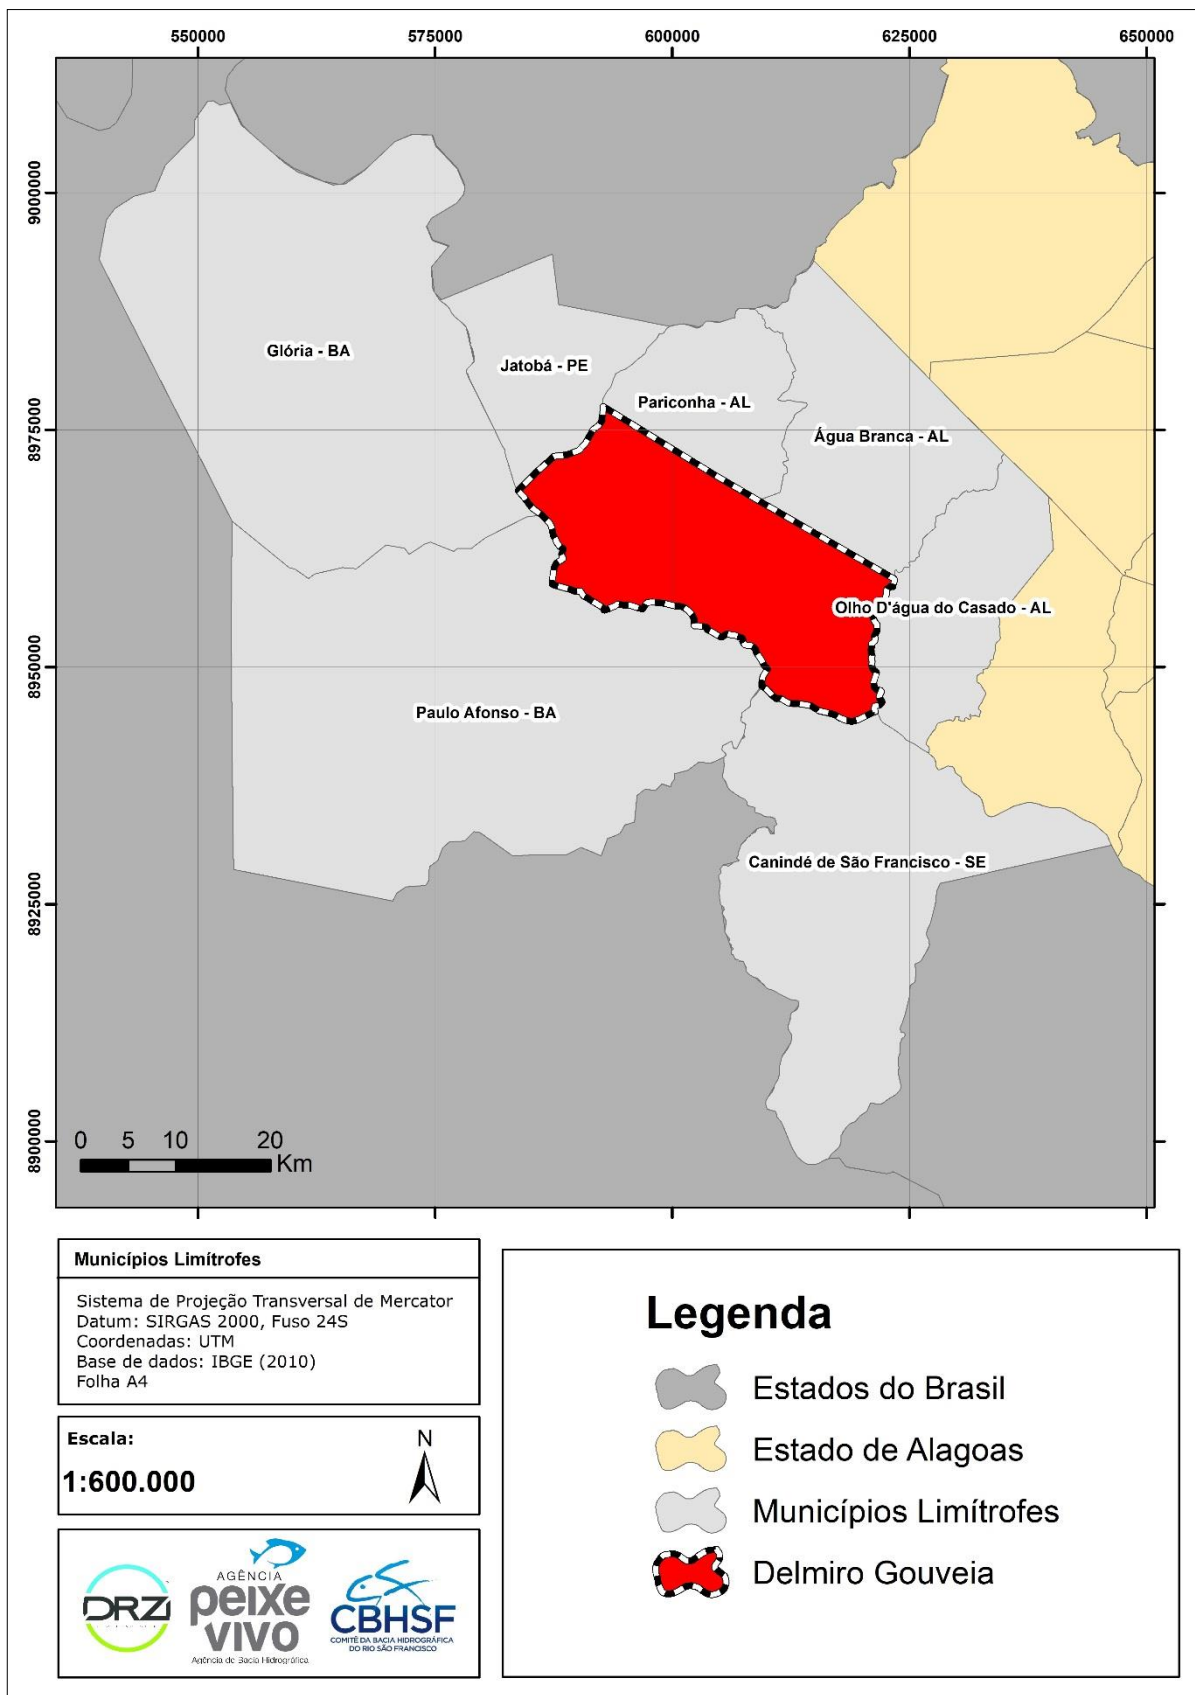 550000
575000
600000
625000
650000
9000000
8975000
8950000
8925000
8900000
Glória - BA
Jatobá - PE
Pariconha - AL
Água Branca - AL
Olho D'água do Casado - AL
Paulo Afonso - BA
Canindé de São Francisco - SE
0 5 10 20
Km
Municípios Limítrofes
Sistema de Projeção Transversal de Mercator
Datum: SIRGAS 2000, Fuso 24S
Coordenadas: UTM
Base de dados: IBGE (2010)
Folha A4
Escala:
1:600.000
N
DRZ
AGÊNCIA
peixe
vivo
Agência de Bacia Hidrográfica
CBHSF
COMITÊ DA BACIA HIDROGRÁFICA
DO RIO SÃO FRANCISCO
Legenda
Estados do Brasil
Estado de Alagoas
Municípios Limítrofes
Delmiro Gouveia